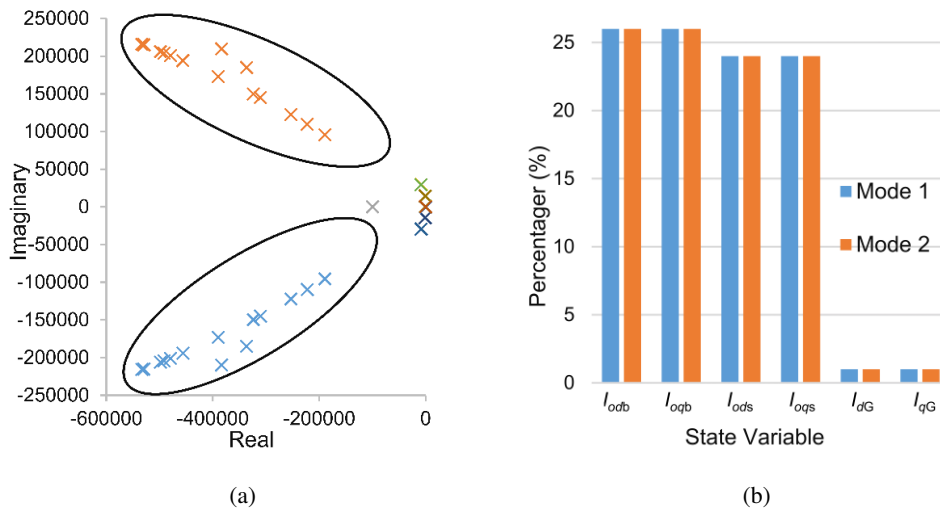 250000
200000
150000
100000
50000
0
-50000
-100000
-150000
-200000
-250000
Imaginary
-600000 -400000 -200000 0
Real
(a)
25
20
15
10
5
0
Percentager (%)
Mode 1
Mode 2
Iodb Ioqb Iods Ioqs IdG IqG
State Variable
(b)